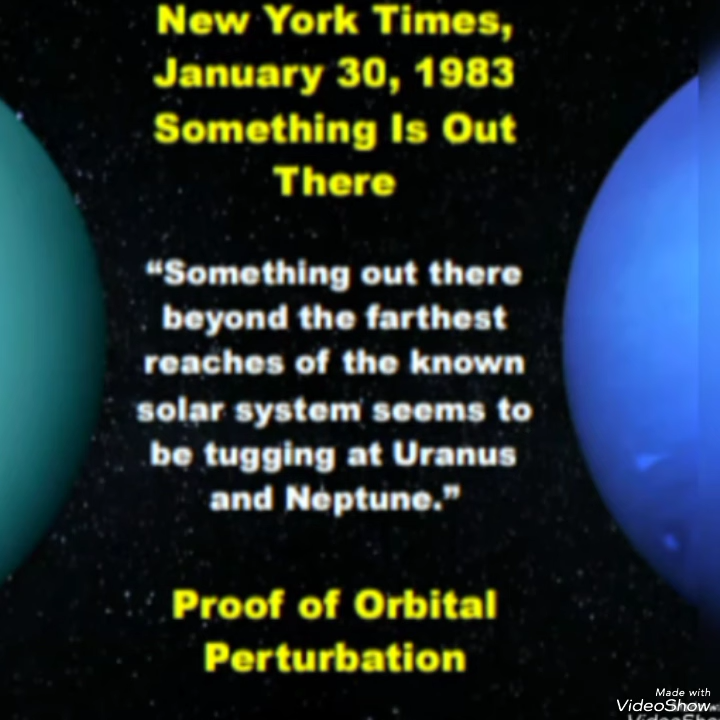 New York Times,
January 30, 1983
Something Is Out
There
“Something out there
beyond the farthest
reaches of the known
solar system seems to
be tugging at Uranus
and Neptune.”
Proof of Orbital
Perturbation
Made with
VideoShow